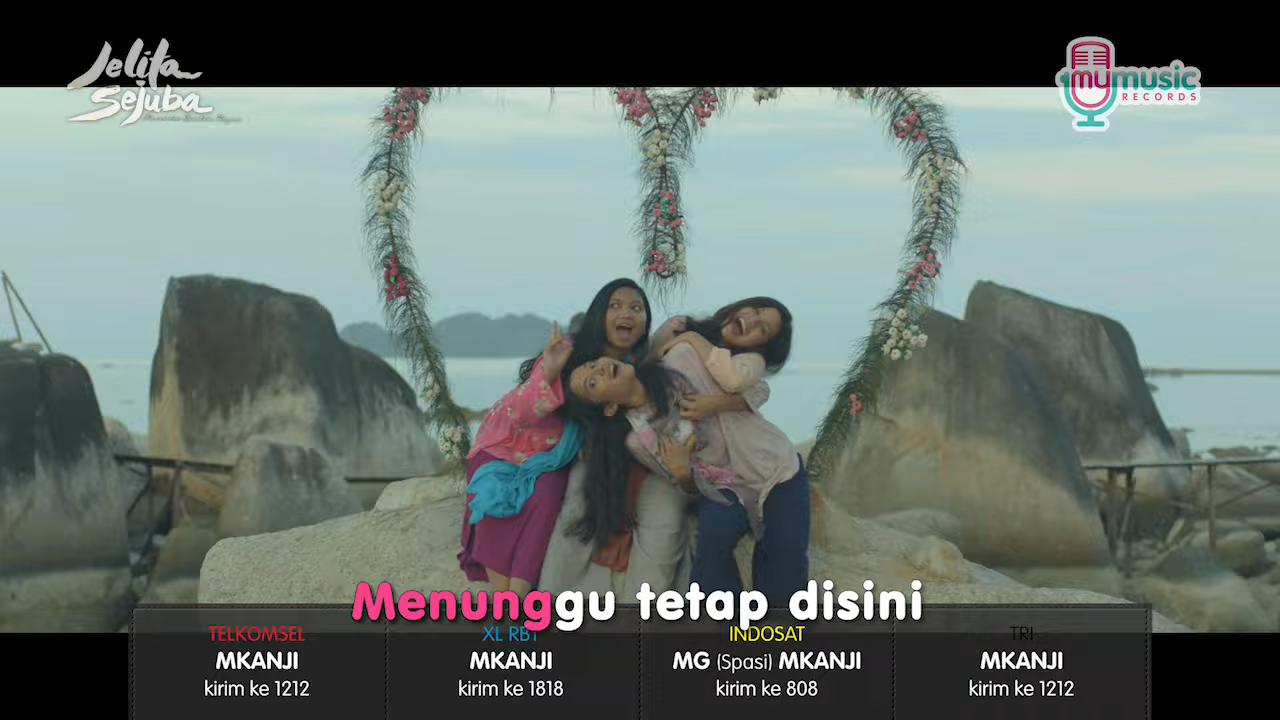 Jelita
Sejuba
mymusic
RECORDS
Menunggu tetap disini
TELKOMSEL
MKANJI
kirim ke 1212
XL RBT
MKANJI
kirim ke 1818
INDOSAT
MG (Spasi) MKANJI
kirim ke 808
TRI
MKANJI
kirim ke 1212